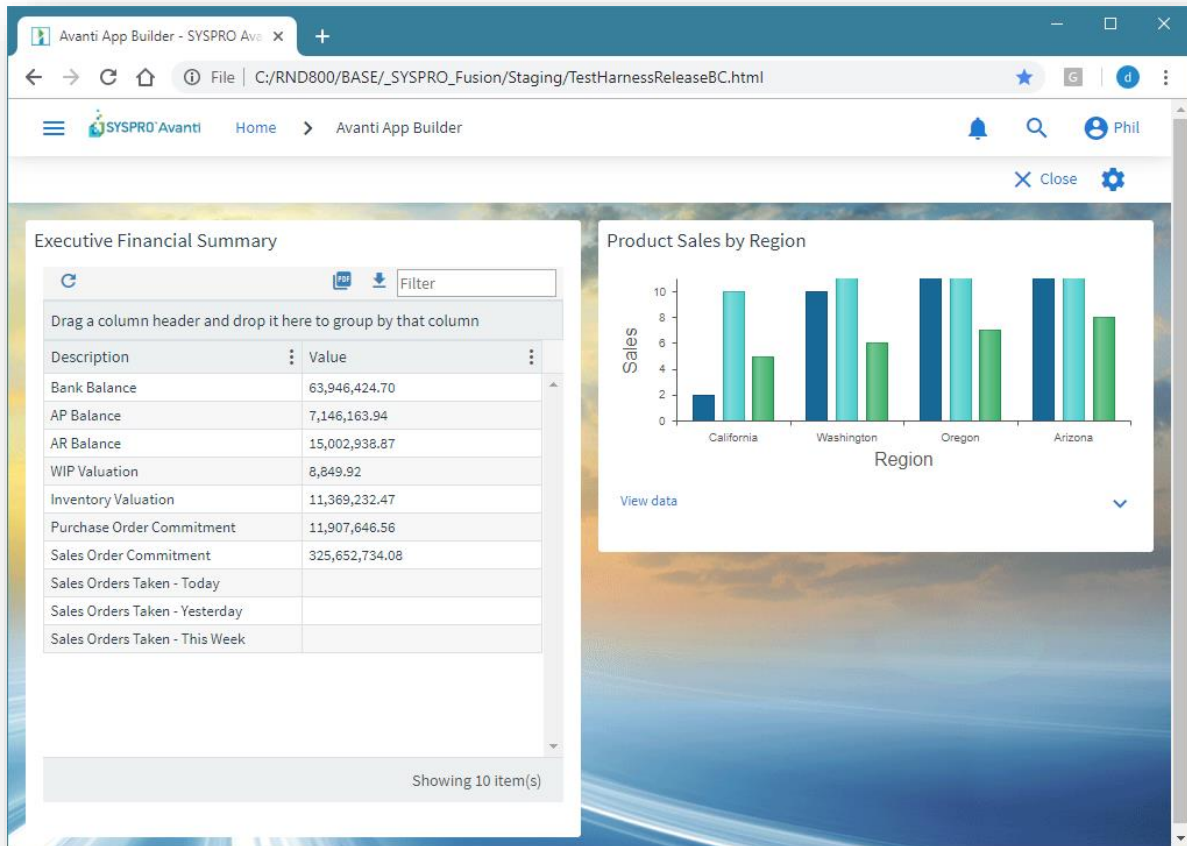 Avanti App Builder - SYSPRO Ava
File C:/RND800/BASE/_SYSPRO_Fusion/Staging/TestHarnessReleaseBC.html
G
d
SYSPRO Avanti Home Avanti App Builder Phil
Close
Executive Financial Summary
PDF Filter
Drag a column header and drop it here to group by that column
Description Value
Bank Balance 63,946,424.70
AP Balance 7,146,163.94
AR Balance 15,002,938.87
WIP Valuation 8,849.92
Inventory Valuation 11,369,232.47
Purchase Order Commitment 11,907,646.56
Sales Order Commitment 325,652,734.08
Sales Orders Taken - Today
Sales Orders Taken - Yesterday
Sales Orders Taken - This Week
Showing 10 item(s)
Product Sales by Region
Sales
10
8
6
4
2
0
California Washington Oregon Arizona
Region
View data